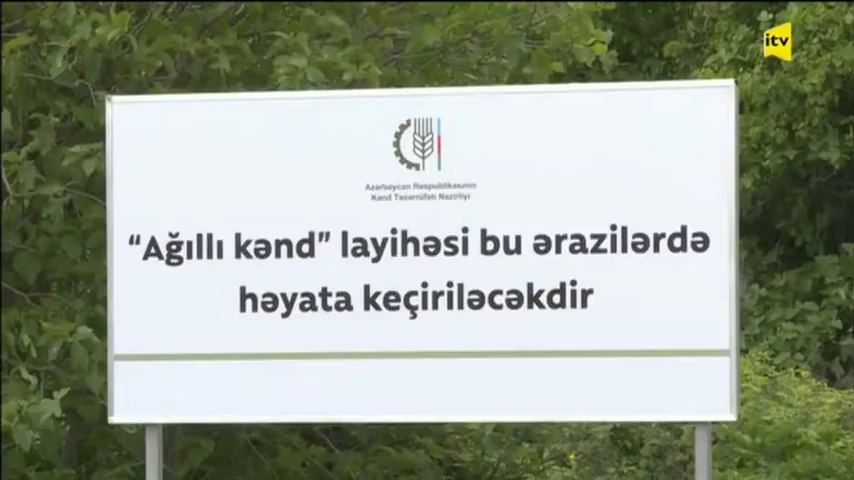 itv
Azərbaycan Respublikasının
Kənd Təsərrüfatı Nazirliyi
“Ağıllı kənd” layihəsi bu ərazilərdə
həyata keçiriləcəkdir